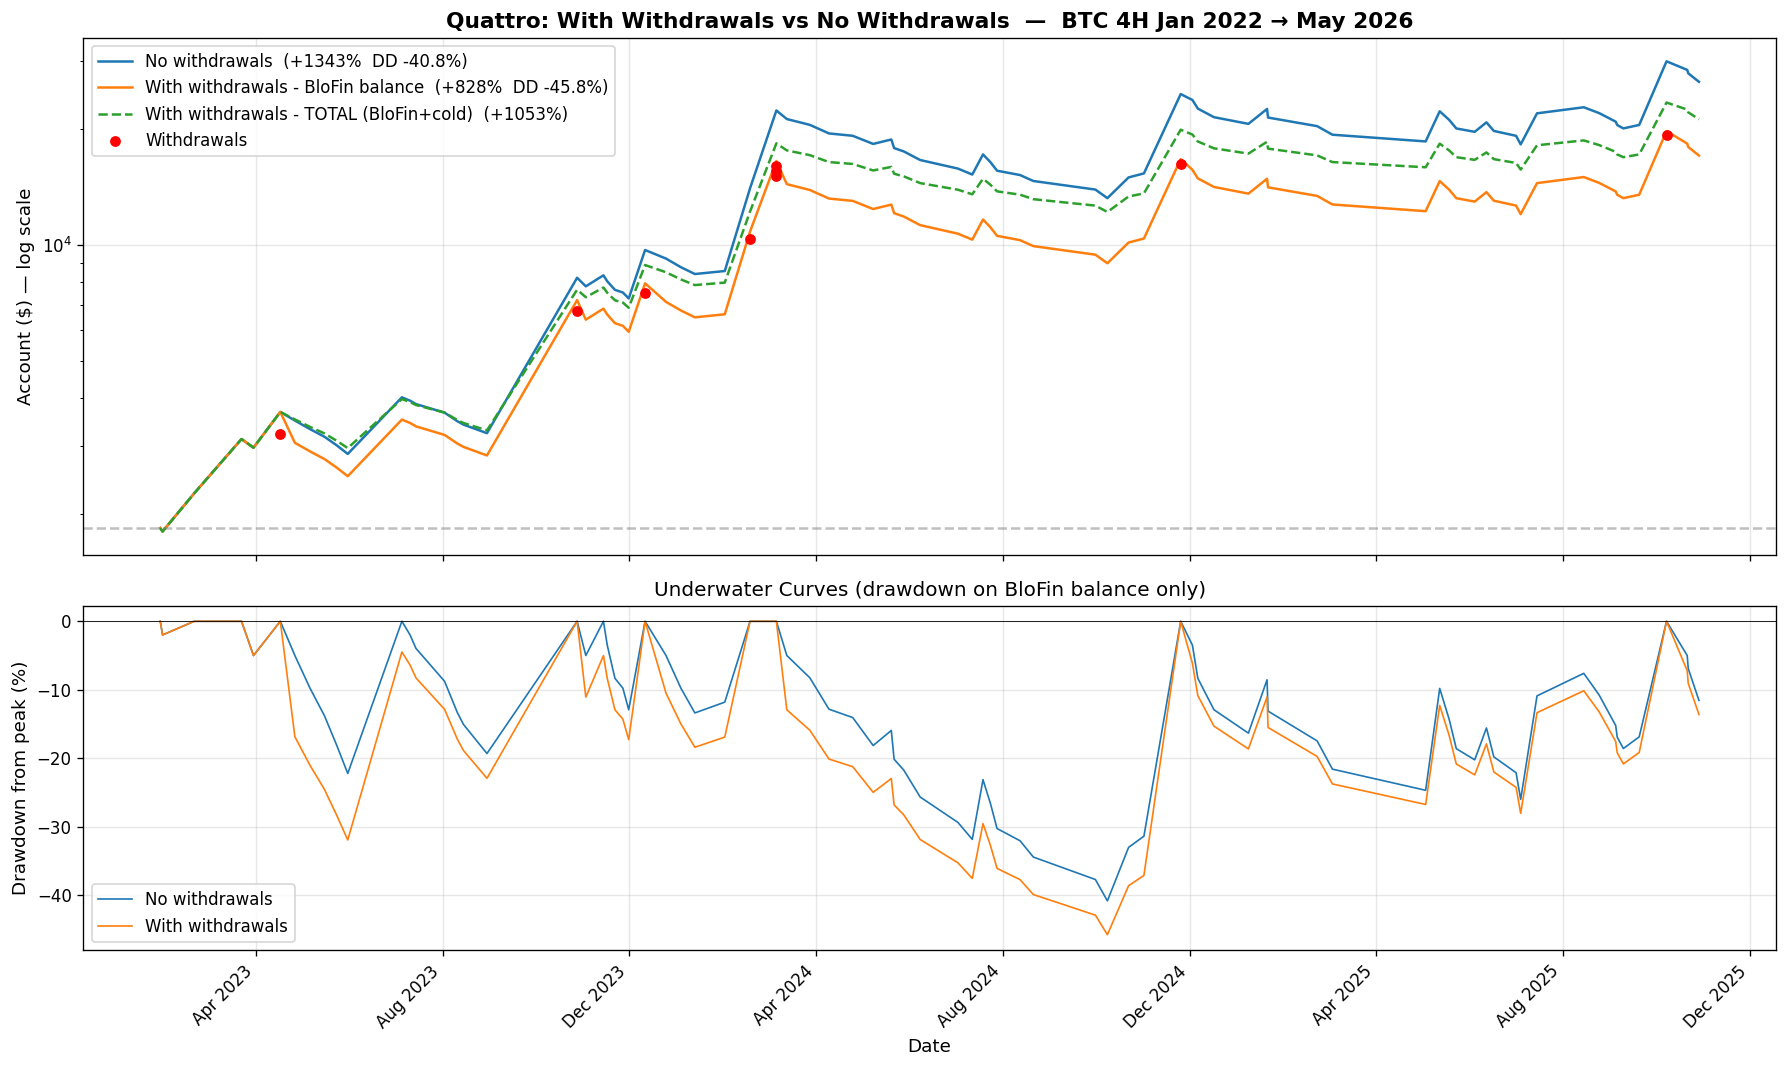 Quattro: With Withdrawals vs No Withdrawals — BTC 4H Jan 2022 → May 2026
No withdrawals (+1343% DD -40.8%)
With withdrawals - BloFin balance (+828% DD -45.8%)
With withdrawals - TOTAL (BloFin+cold) (+1053%)
Withdrawals
Account ($) — log scale
10⁴
Underwater Curves (drawdown on BloFin balance only)
Drawdown from peak (%)
0
−10
−20
−30
−40
No withdrawals
With withdrawals
Apr 2023
Aug 2023
Dec 2023
Apr 2024
Aug 2024
Dec 2024
Apr 2025
Aug 2025
Dec 2025
Date